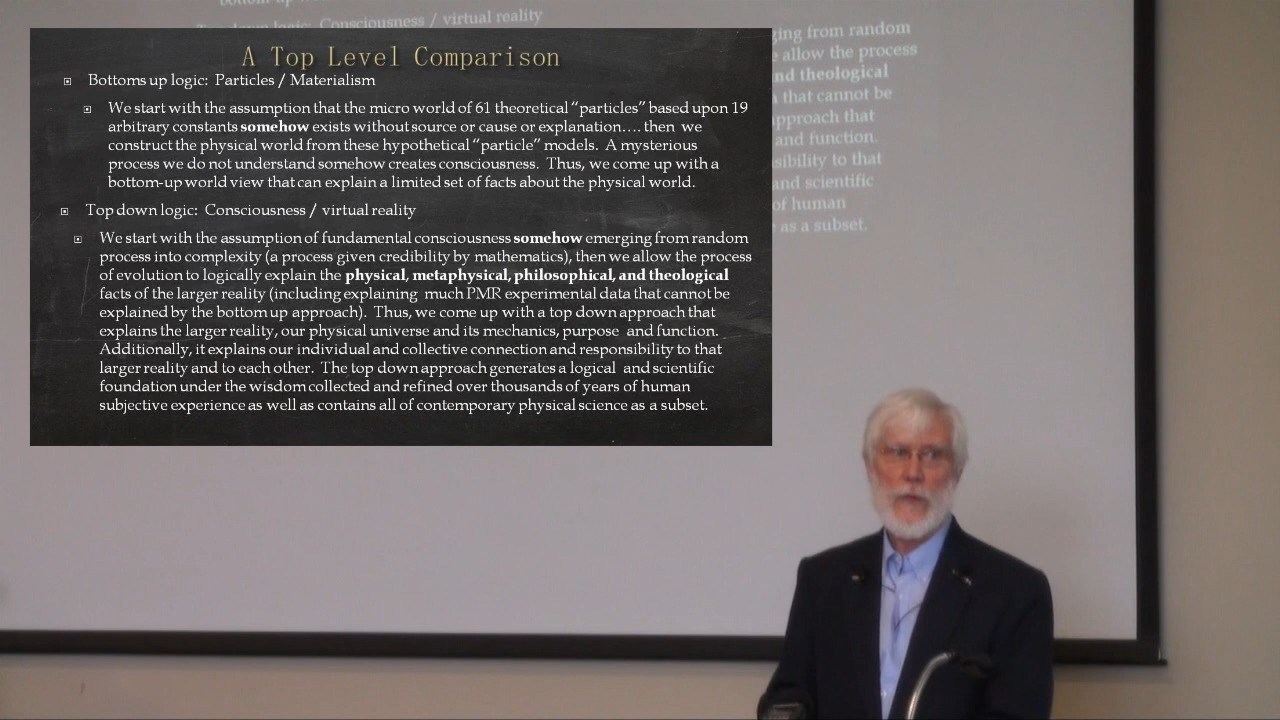 bottom-up
Top down logic: Consciousness / virtual reality
A Top Level Comparison
Bottoms up logic: Particles / Materialism
We start with the assumption that the micro world of 61 theoretical “particles” based upon 19
arbitrary constants somehow exists without source or cause or explanation…. then we
construct the physical world from these hypothetical “particle” models. A mysterious
process we do not understand somehow creates consciousness. Thus, we come up with a
bottom-up world view that can explain a limited set of facts about the physical world.
Top down logic: Consciousness / virtual reality
We start with the assumption of fundamental consciousness somehow emerging from random
process into complexity (a process given credibility by mathematics), then we allow the process
of evolution to logically explain the physical, metaphysical, philosophical, and theological
facts of the larger reality (including explaining much PMR experimental data that cannot be
explained by the bottom up approach). Thus, we come up with a top down approach that
explains the larger reality, our physical universe and its mechanics, purpose and function.
Additionally, it explains our individual and collective connection and responsibility to that
larger reality and to each other. The top down approach generates a logical and scientific
foundation under the wisdom collected and refined over thousands of years of human
subjective experience as well as contains all of contemporary physical science as a subset.
ging from random
allow the process
nd theological
that cannot be
pproach that
and function.
sibility to that
and scientific
of human
as a subset.